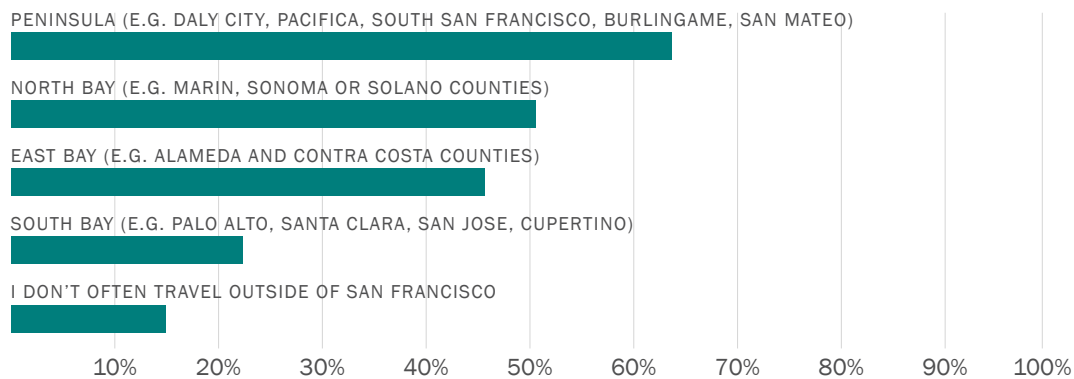 PENINSULA (E.G. DALY CITY, PACIFICA, SOUTH SAN FRANCISCO, BURLINGAME, SAN MATEO)
NORTH BAY (E.G. MARIN, SONOMA OR SOLANO COUNTIES)
EAST BAY (E.G. ALAMEDA AND CONTRA COSTA COUNTIES)
SOUTH BAY (E.G. PALO ALTO, SANTA CLARA, SAN JOSE, CUPERTINO)
I DON’T OFTEN TRAVEL OUTSIDE OF SAN FRANCISCO
10% 20% 30% 40% 50% 60% 70% 80% 90% 100%